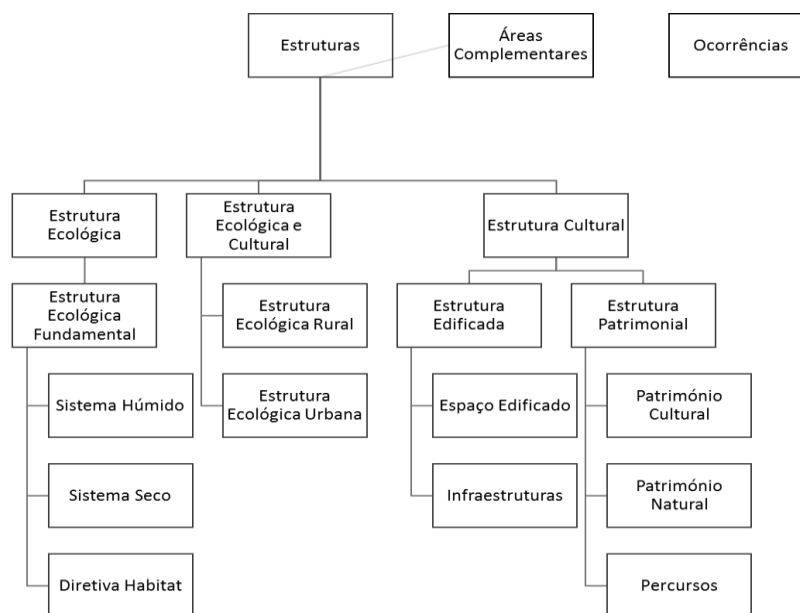 Estruturas
Áreas
Complementares
Ocorrências
Estrutura
Ecológica
Estrutura
Ecológica e
Cultural
Estrutura Cultural
Estrutura
Ecológica
Fundamental
Estrutura
Ecológica Rural
Estrutura
Edificada
Estrutura
Patrimonial
Sistema Húmido
Estrutura
Ecológica Urbana
Espaço Edificado
Património
Cultural
Sistema Seco
Infraestruturas
Património
Natural
Diretiva Habitat
Percursos